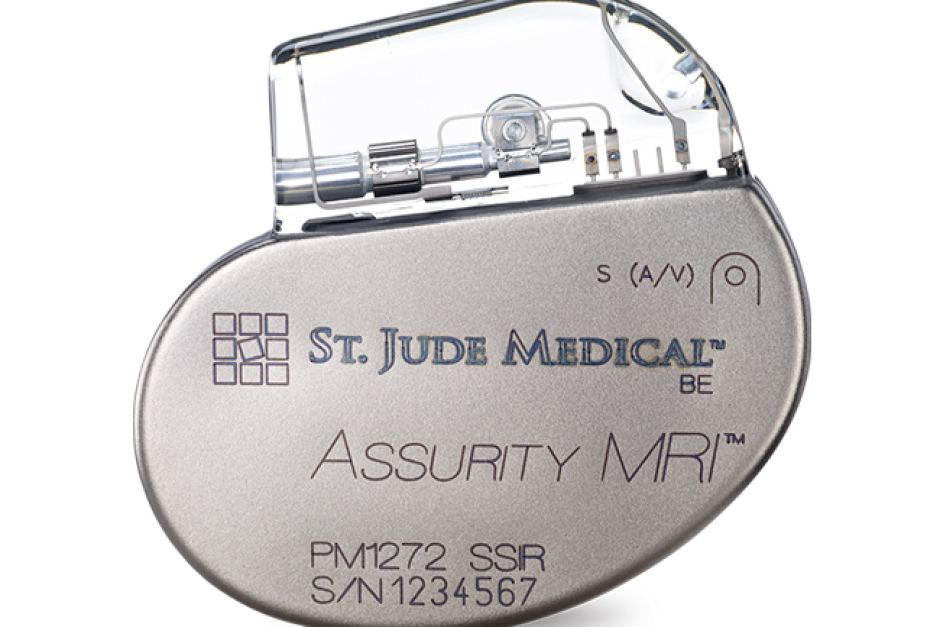 S (A/V)
ST. JUDE MEDICAL™
BE
ASSURITY MRI™
PM1272 SSIR
S/N1234567